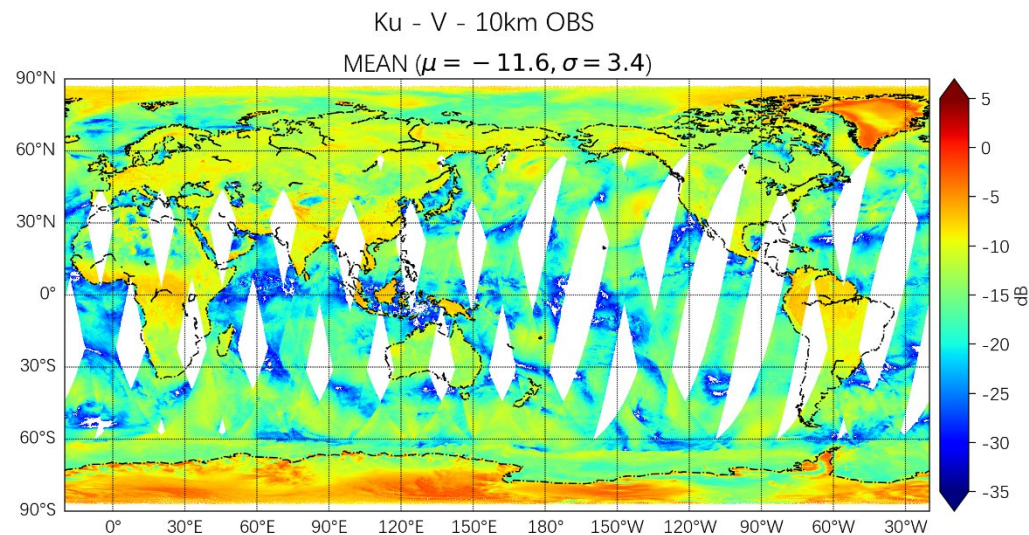 Ku - V - 10km OBS
MEAN (μ = − 11.6, σ = 3.4)
90°N
60°N
30°N
0°
30°S
60°S
90°S
0° 30°E 60°E 90°E 120°E 150°E 180° 150°W 120°W 90°W 60°W 30°W
5
0
-5
-10
-15
-20
-25
-30
-35
dB